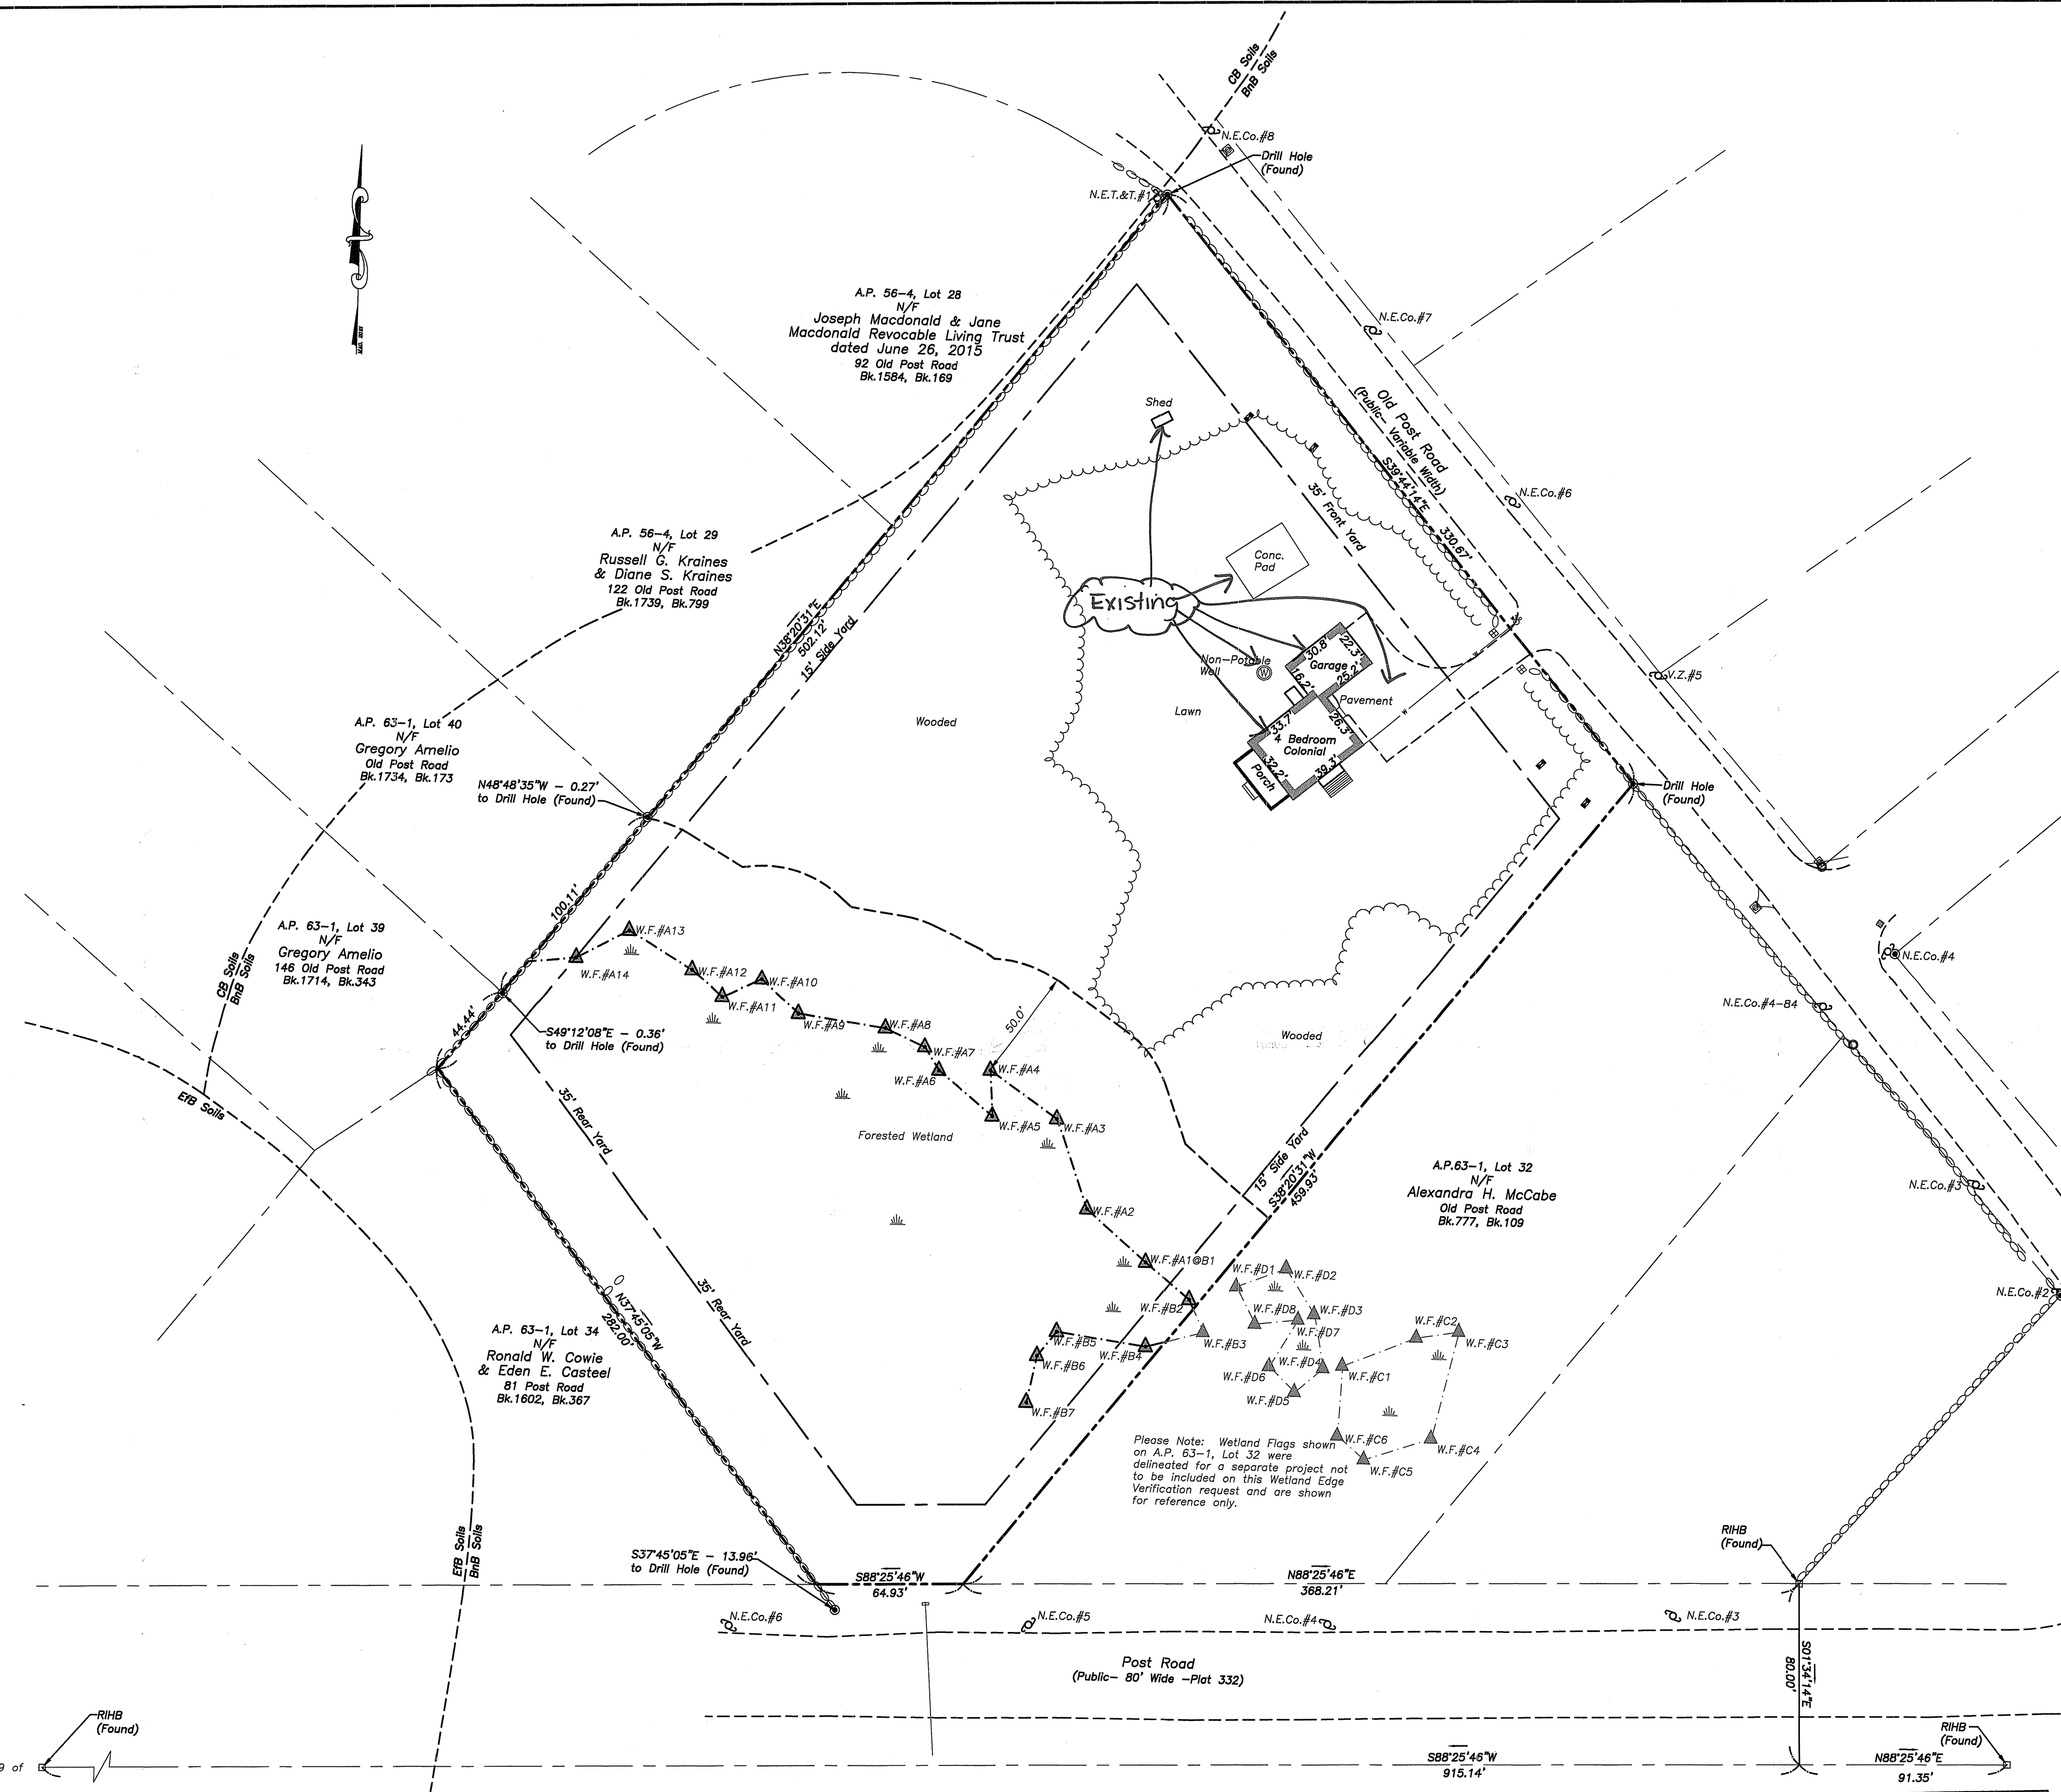 CB Soils
BnB Soils
N.E.Co.#8
Drill Hole
(Found)
N.E.T.&T.#1
A.P. 56-4, Lot 28
N/F
Joseph Macdonald & Jane
Macdonald Revocable Living Trust
dated June 26, 2015
92 Old Post Road
Bk.1584, Bk.169
N.E.Co.#7
Old Post Road
(Public- Variable Width)
S39°44'14"E
330.67'
Shed
35' Front Yard
N.E.Co.#6
A.P. 56-4, Lot 29
N/F
Russell G. Kraines
& Diane S. Kraines
122 Old Post Road
Bk.1739, Bk.799
Conc.
Pad
Existing
N38°20'31"E
502.12'
15' Side Yard
30.8'
22.3'
Garage
16.2'
25.2'
Non-Potable
Well
W
V.Z.#5
Pavement
Lawn
Wooded
33.7'
26.3'
4 Bedroom
Colonial
32.2'
39.3'
Porch
A.P. 63-1, Lot 40
N/F
Gregory Amelio
Old Post Road
Bk.1734, Bk.173
N48°48'35"W - 0.27'
to Drill Hole (Found)
Drill Hole
(Found)
100.11'
A.P. 63-1, Lot 39
N/F
Gregory Amelio
146 Old Post Road
Bk.1714, Bk.343
CB Soils
BnB Soils
W.F.#A13
W.F.#A14
W.F.#A12
W.F.#A10
W.F.#A11
W.F.#A9
W.F.#A8
W.F.#A7
W.F.#A6
W.F.#A4
50.0'
W.F.#A5
W.F.#A3
N.E.Co.#4
N.E.Co.#4-84
Wooded
44.44'
S49°12'08"E - 0.36'
to Drill Hole (Found)
EfB Soils
35' Rear Yard
Forested Wetland
15' Side Yard
S38°20'31"W
459.93'
A.P.63-1, Lot 32
N/F
Alexandra H. McCabe
Old Post Road
Bk.777, Bk.109
N.E.Co.#3
W.F.#A2
W.F.#A1@B1
W.F.#D1
W.F.#D2
N.E.Co.#2
N37°45'05"W
282.00'
35' Rear Yard
W.F.#B2
W.F.#D8
W.F.#D3
W.F.#D7
W.F.#C2
W.F.#C3
A.P. 63-1, Lot 34
N/F
Ronald W. Cowie
& Eden E. Casteel
81 Post Road
Bk.1602, Bk.367
W.F.#B5
W.F.#B4
W.F.#B3
W.F.#B6
W.F.#D4
W.F.#D6
W.F.#C1
W.F.#D5
W.F.#B7
W.F.#C6
W.F.#C4
W.F.#C5
Please Note: Wetland Flags shown
on A.P. 63-1, Lot 32 were
delineated for a separate project not
to be included on this Wetland Edge
Verification request and are shown
for reference only.
EfB Soils
BnB Soils
S37°45'05"E - 13.96'
to Drill Hole (Found)
RIHB
(Found)
S88°25'46"W
64.93'
N88°25'46"E
368.21'
N.E.Co.#6
N.E.Co.#5
N.E.Co.#4
N.E.Co.#3
Post Road
(Public- 80' Wide -Plat 332)
S01°34'14"E
80.00'
RIHB
(Found)
RIHB
(Found)
9 of
S88°25'46"W
915.14'
N88°25'46"E
91.35'